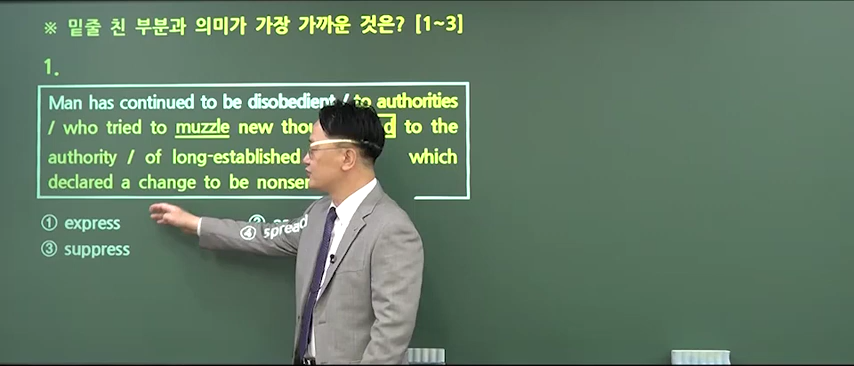 ※ 밑줄 친 부분과 의미가 가장 가까운 것은? [1~3]
1.
Man has continued to be disobedient / to authorities
/ who tried to muzzle new to the
authority / of long-established which
declared a change to be
① express ②
③ suppress ④ spread